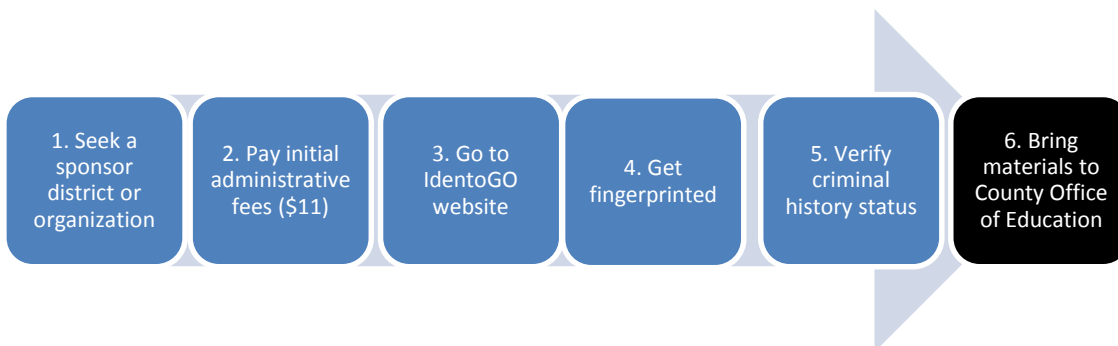 1. Seek a
sponsor
district or
organization
2. Pay initial
administrative
fees ($11)
3. Go to
IdentoGO
website
4. Get
fingerprinted
5. Verify
criminal
history status
6. Bring
materials to
County Office
of Education